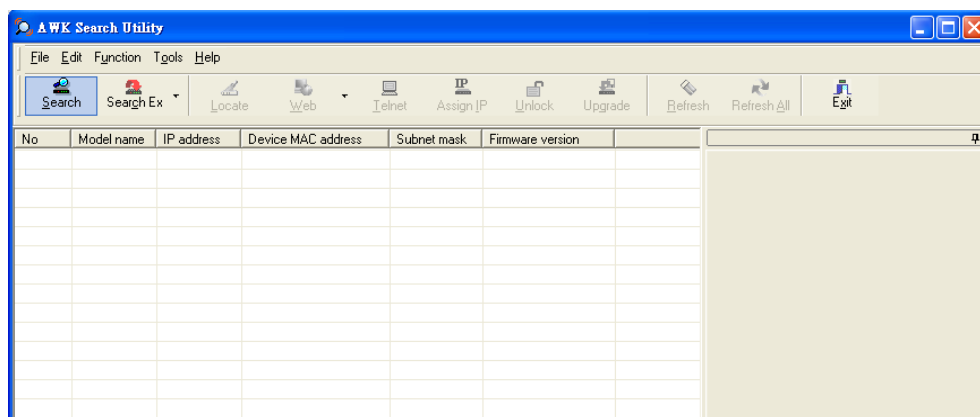 AWK Search Utility
File Edit Function Tools Help
IP
Search Search Ex Locate Web Telnet Assign IP Unlock Upgrade Refresh Refresh All Exit
No Model name IP address Device MAC address Subnet mask Firmware version